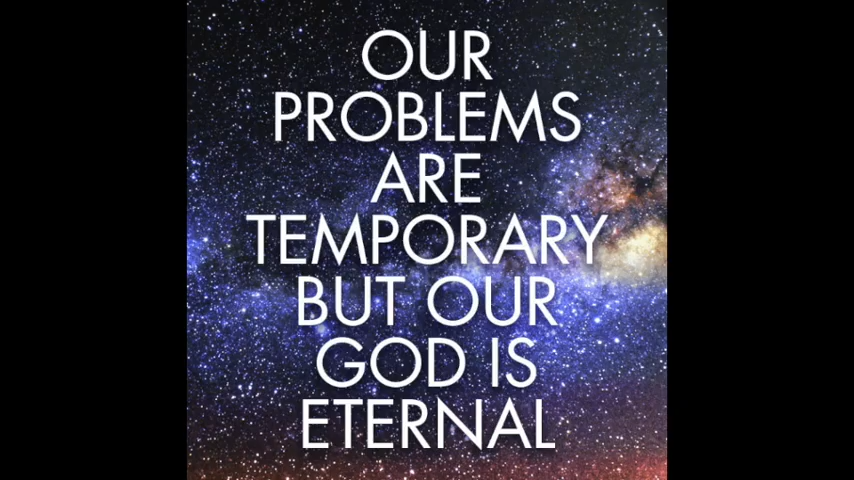 OUR
PROBLEMS
ARE
TEMPORARY
BUT OUR
GOD IS
ETERNAL